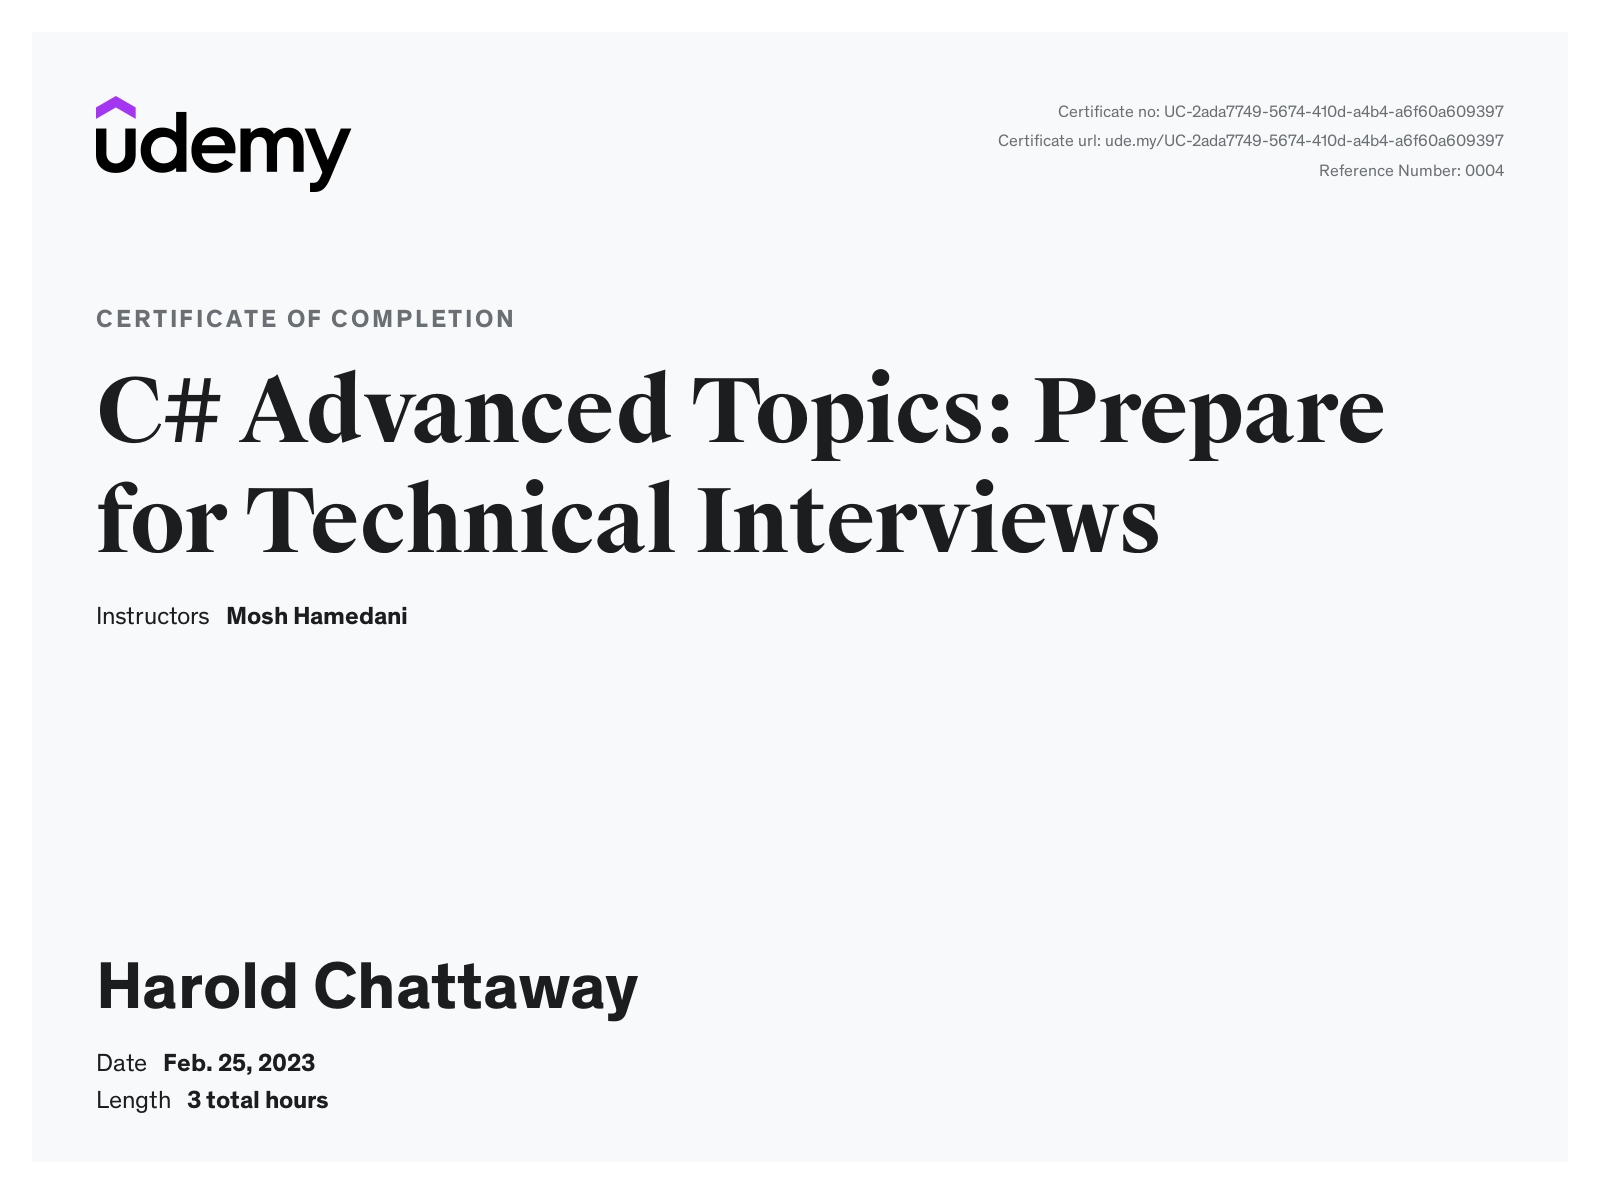 udemy
Certificate no: UC-2ada7749-5674-410d-a4b4-a6f60a609397
Certificate url: ude.my/UC-2ada7749-5674-410d-a4b4-a6f60a609397
Reference Number: 0004
CERTIFICATE OF COMPLETION
C# Advanced Topics: Prepare
for Technical Interviews
Instructors Mosh Hamedani
Harold Chattaway
Date Feb. 25, 2023
Length 3 total hours